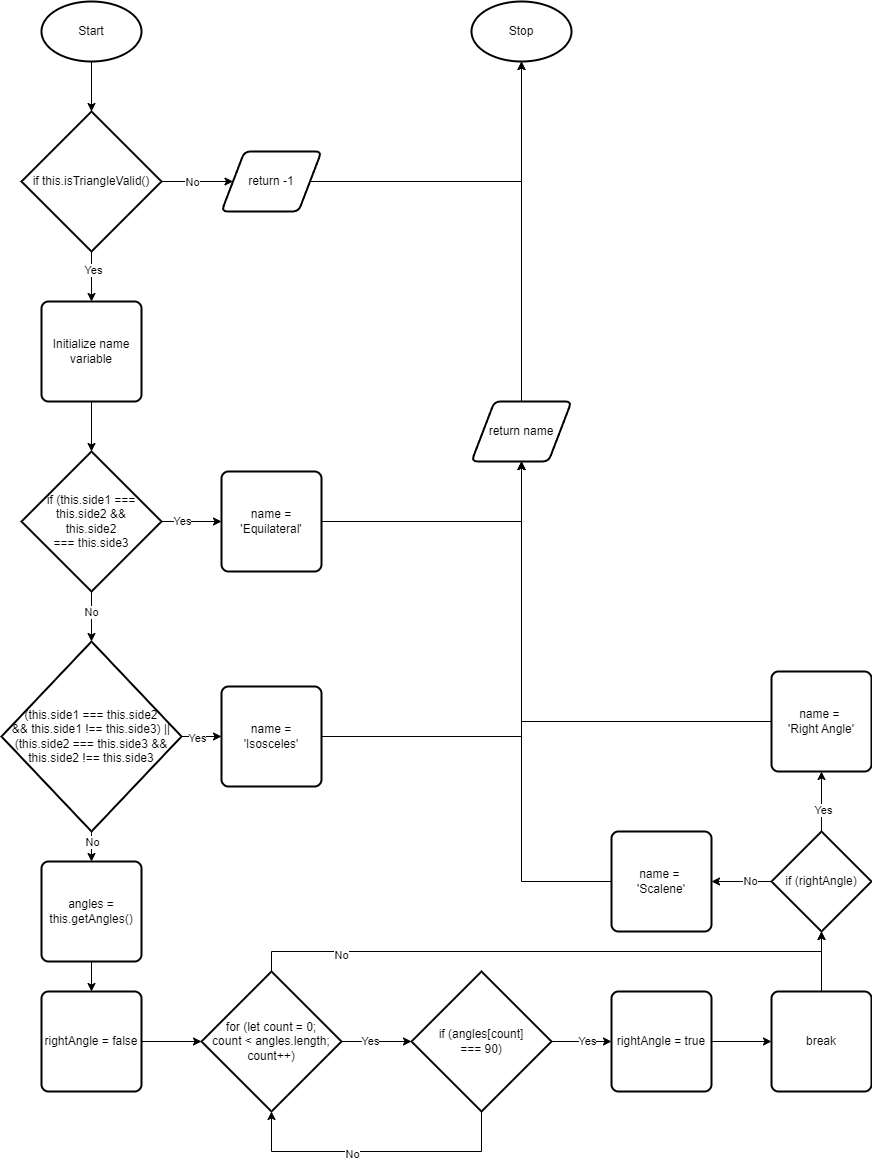 Start
Stop
if this.isTriangleValid()
No
return -1
Yes
Initialize name
variable
return name
if (this.side1 ===
this.side2 &&
this.side2
=== this.side3
Yes
name =
'Equilateral'
No
(this.side1 === this.side2
&& this.side1 !== this.side3) ||
(this.side2 === this.side3 &&
this.side2 !== this.side3
Yes
name =
'Isosceles'
name =
'Right Angle'
Yes
No
angles =
this.getAngles()
name =
'Scalene'
No
if (rightAngle)
No
rightAngle = false
for (let count = 0;
count < angles.length;
count++)
Yes
if (angles[count]
=== 90)
Yes
rightAngle = true
break
No